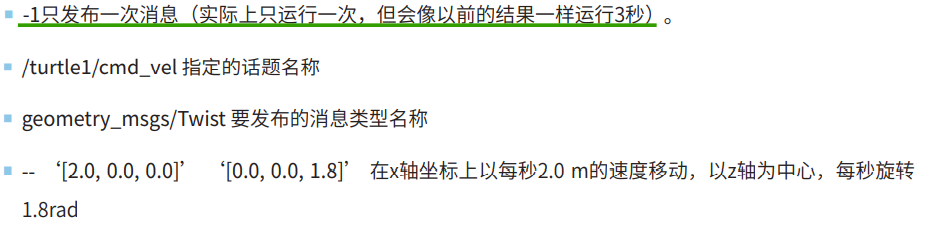 -1只发布一次消息（实际上只运行一次，但会像以前的结果一样运行3秒）。
/turtle1/cmd_vel 指定的话题名称
geometry_msgs/Twist 要发布的消息类型名称
-- ‘[2.0, 0.0, 0.0]’ ‘[0.0, 0.0, 1.8]’ 在x轴坐标上以每秒2.0 m的速度移动，以z轴为中心，每秒旋转
1.8rad